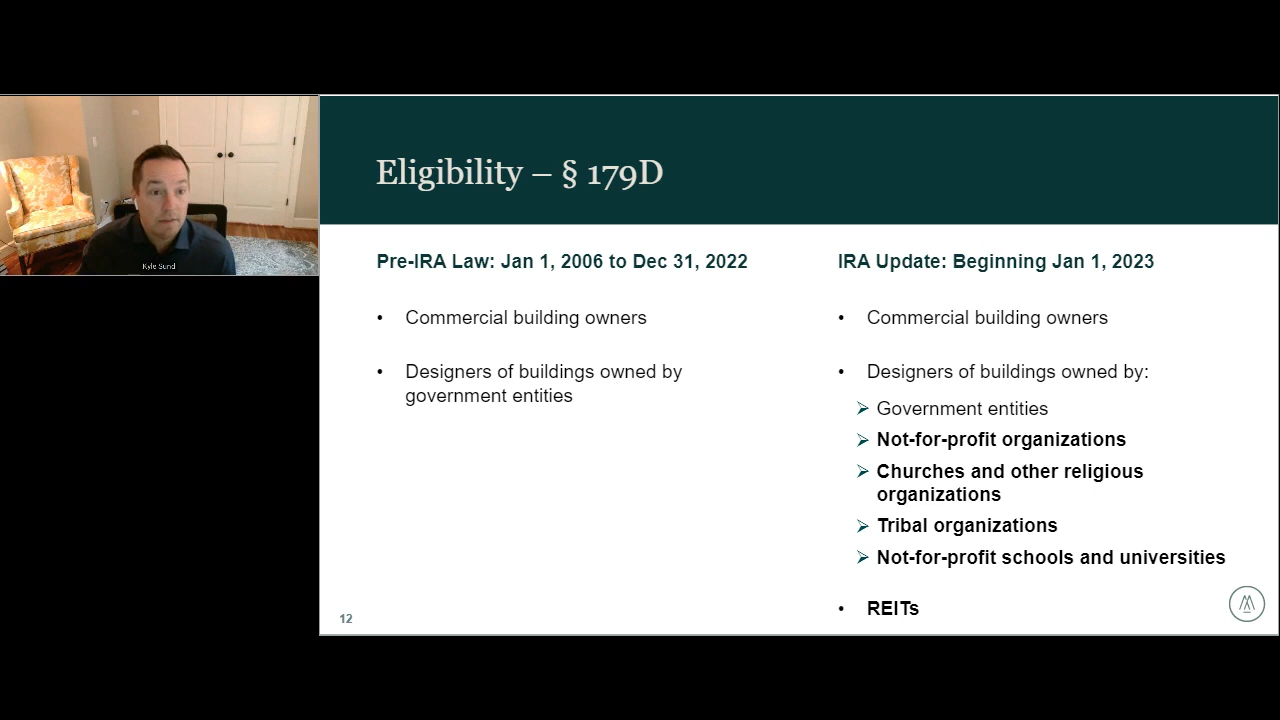 Eligibility – § 179D
Kyle Sund
Pre-IRA Law: Jan 1, 2006 to Dec 31, 2022
• Commercial building owners
• Designers of buildings owned by
government entities
IRA Update: Beginning Jan 1, 2023
• Commercial building owners
• Designers of buildings owned by:
➢ Government entities
➢ Not-for-profit organizations
➢ Churches and other religious
organizations
➢ Tribal organizations
➢ Not-for-profit schools and universities
• REITs
12